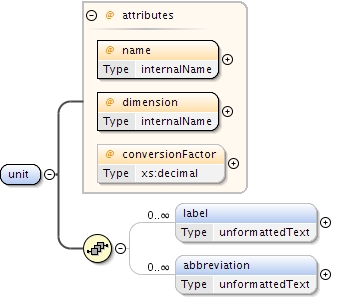 @ attributes
@ name
Type internalName
@ dimension
Type internalName
@ conversionFactor
Type xs:decimal
unit
0..∞
label
Type unformattedText
0..∞
abbreviation
Type unformattedText